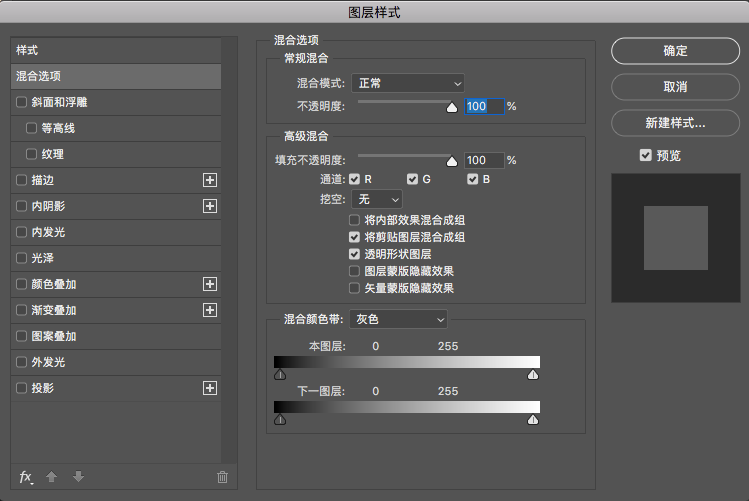 图层样式
样式
混合选项
斜面和浮雕
等高线
纹理
描边
内阴影
内发光
光泽
颜色叠加
渐变叠加
图案叠加
外发光
投影
fx
混合选项
常规混合
混合模式: 正常
不透明度: 100 %
高级混合
填充不透明度: 100 %
通道: R G B
挖空: 无
将内部效果混合成组
将剪贴图层混合成组
透明形状图层
图层蒙版隐藏效果
矢量蒙版隐藏效果
混合颜色带: 灰色
本图层: 0 255
下一图层: 0 255
确定
取消
新建样式...
预览